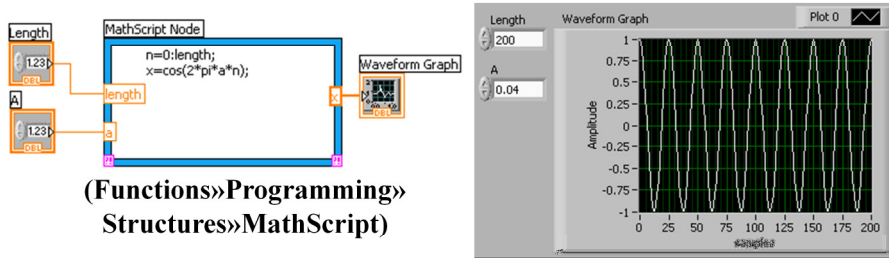 Length
1.23
DBL
A
1.23
DBL
MathScript Node
n=0:length;
x=cos(2*pi*a*n);
length
a
x
Waveform Graph
DBL
(Functions»Programming»
Structures»MathScript)
Length
200
A
0.04
Waveform Graph
Plot 0
Amplitude
1
0.75
0.5
0.25
0
-0.25
-0.5
-0.75
-1
0 25 50 75 100 125 150 175 200
samples